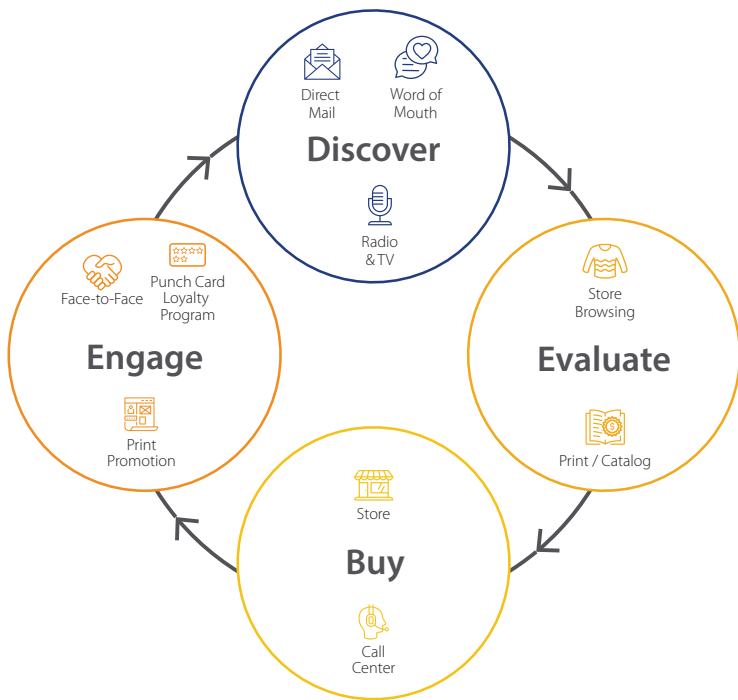 Direct
Mail
Word of
Mouth
Discover
Radio
& TV
Store
Browsing
Evaluate
Print / Catalog
Store
Buy
Call
Center
Face-to-Face
Punch Card
Loyalty
Program
Engage
Print
Promotion